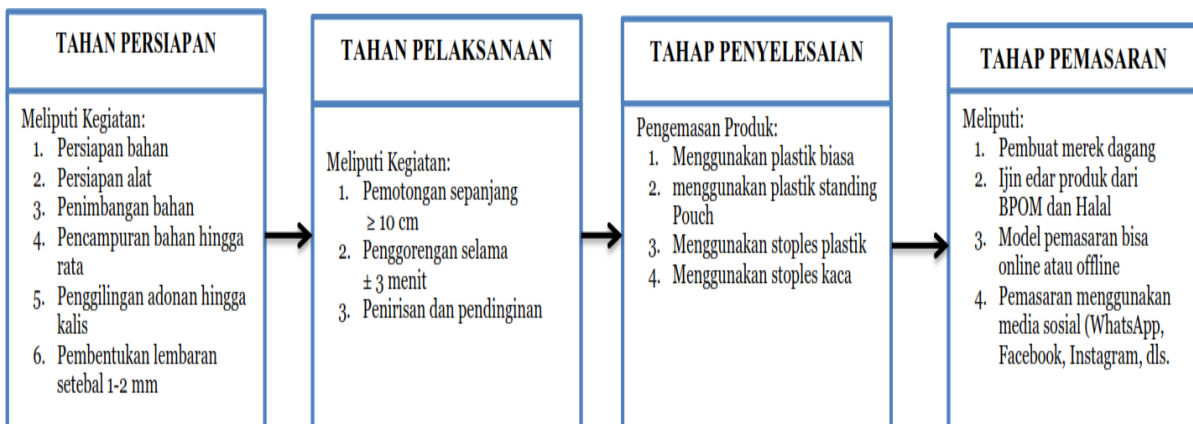 TAHAN PERSIAPAN
Meliputi Kegiatan:
1. Persiapan bahan
2. Persiapan alat
3. Penimbangan bahan
4. Pencampuran bahan hingga
rata
5. Penggilingan adonan hingga
kalis
6. Pembentukan lembaran
setebal 1-2 mm
TAHAN PELAKSANAAN
Meliputi Kegiatan:
1. Pemotongan sepanjang
≥ 10 cm
2. Penggorengan selama
± 3 menit
3. Penirisan dan pendinginan
TAHAP PENYELESAIAN
Pengemasan Produk:
1. Menggunakan plastik biasa
2. menggunakan plastik standing
Pouch
3. Menggunakan stoples plastik
4. Menggunakan stoples kaca
TAHAP PEMASARAN
Meliputi:
1. Pembuat merek dagang
2. Ijin edar produk dari
BPOM dan Halal
3. Model pemasaran bisa
online atau offline
4. Pemasaran menggunakan
media sosial (WhatsApp,
Facebook, Instagram, dls.